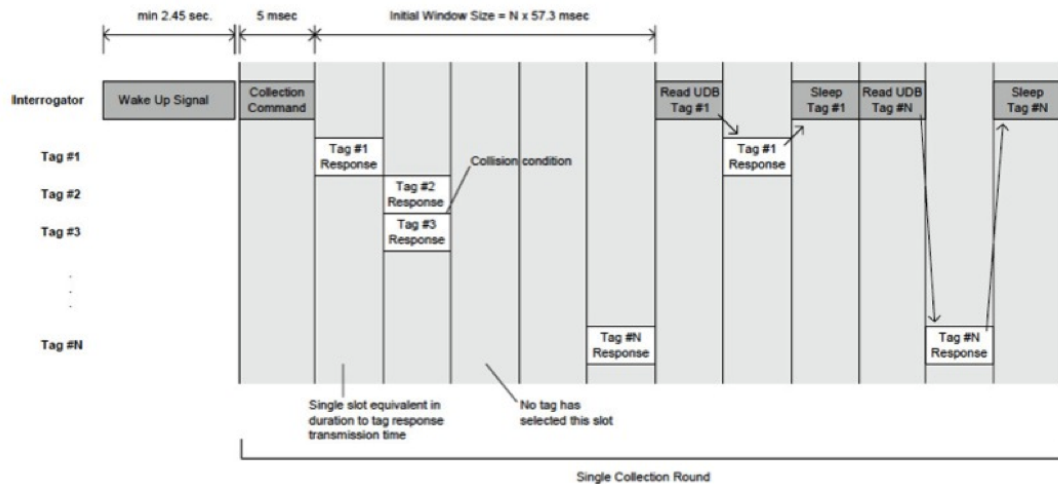 min 2.45 sec.
5 msec
Initial Window Size = N x 57.3 msec
Interrogator
Wake Up Signal
Collection
Command
Read UDB
Tag #1
Sleep
Tag #1
Read UDB
Tag #N
Sleep
Tag #N
Tag #1
Tag #1
Response
Tag #1
Response
Collision condition
Tag #2
Tag #2
Response
Tag #3
Tag #3
Response
.
.
.
Tag #N
Tag #N
Response
Tag #N
Response
Single slot equivalent in
duration to tag response
transmission time
No tag has
selected this slot
Single Collection Round